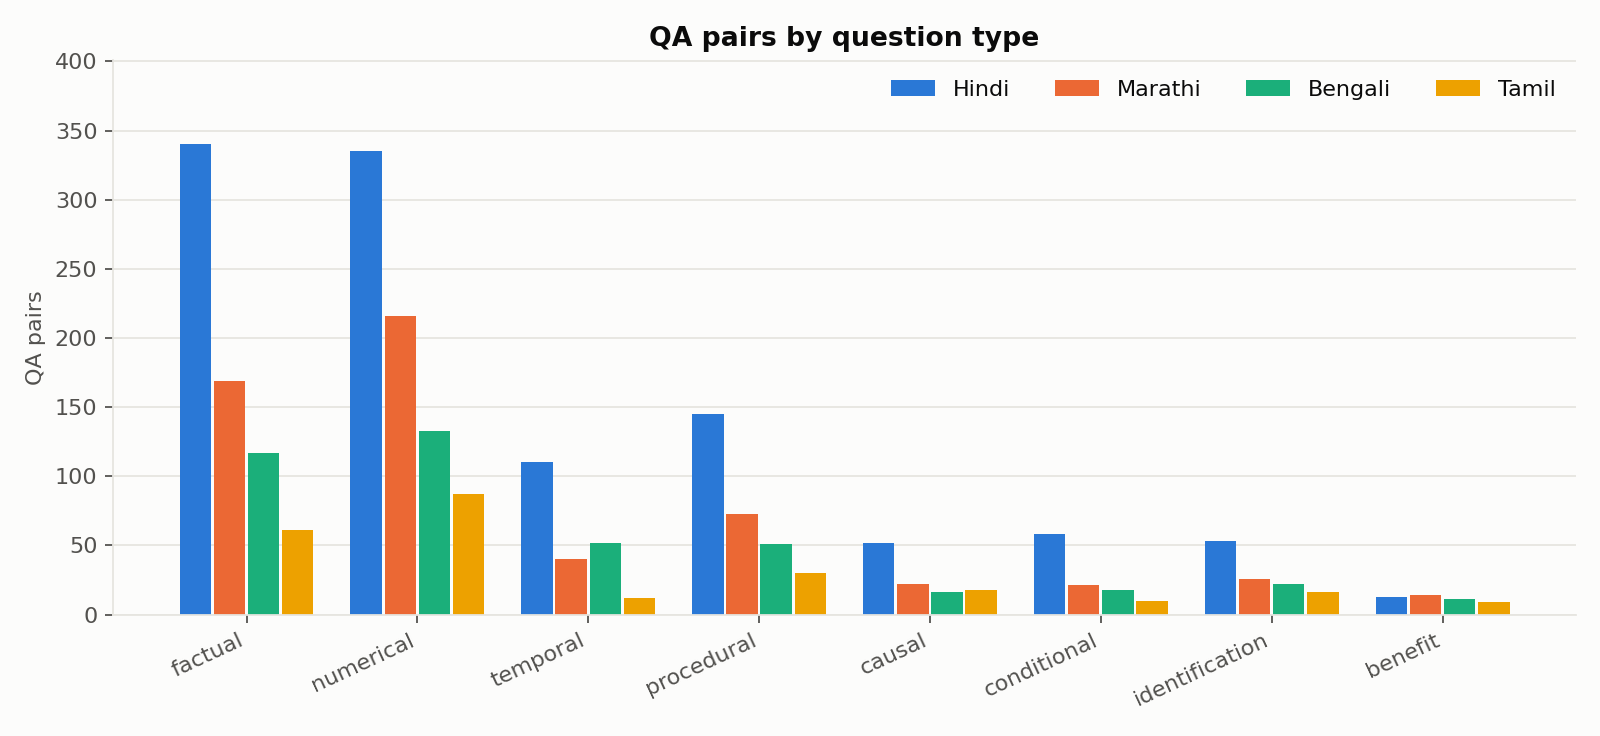 QA pairs by question type
400
350
300
250
200
150
100
50
0
QA pairs
Hindi Marathi Bengali Tamil
factual numerical temporal procedural causal conditional identification benefit